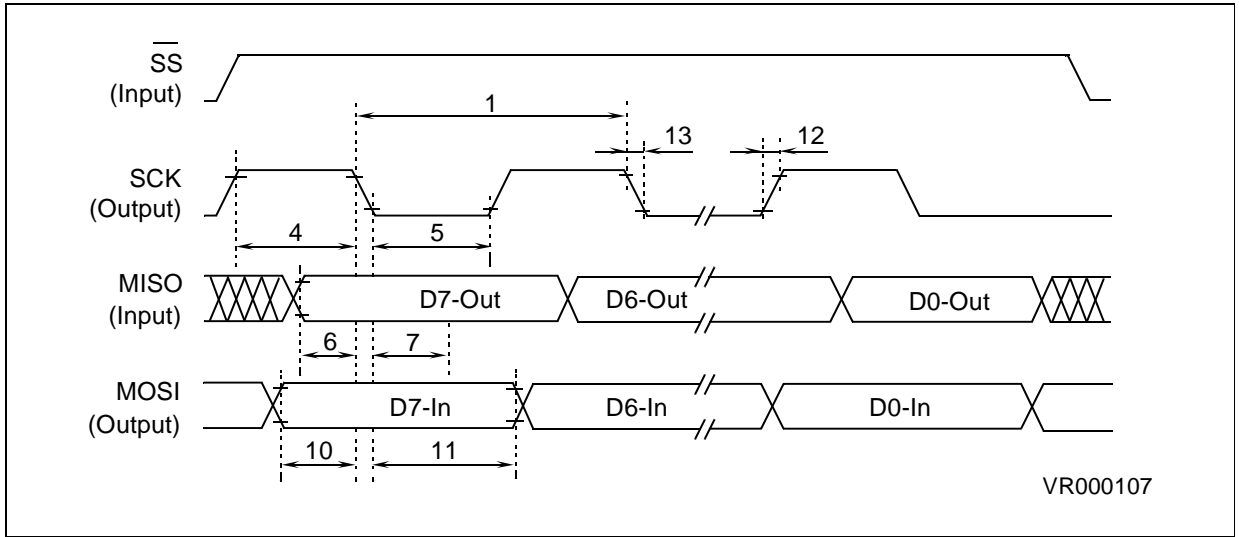 SS
(Input)
1
13
12
SCK
(Output)
4
5
MISO
(Input)
D7-Out
D6-Out
D0-Out
6
7
MOSI
(Output)
D7-In
D6-In
D0-In
10
11
VR000107